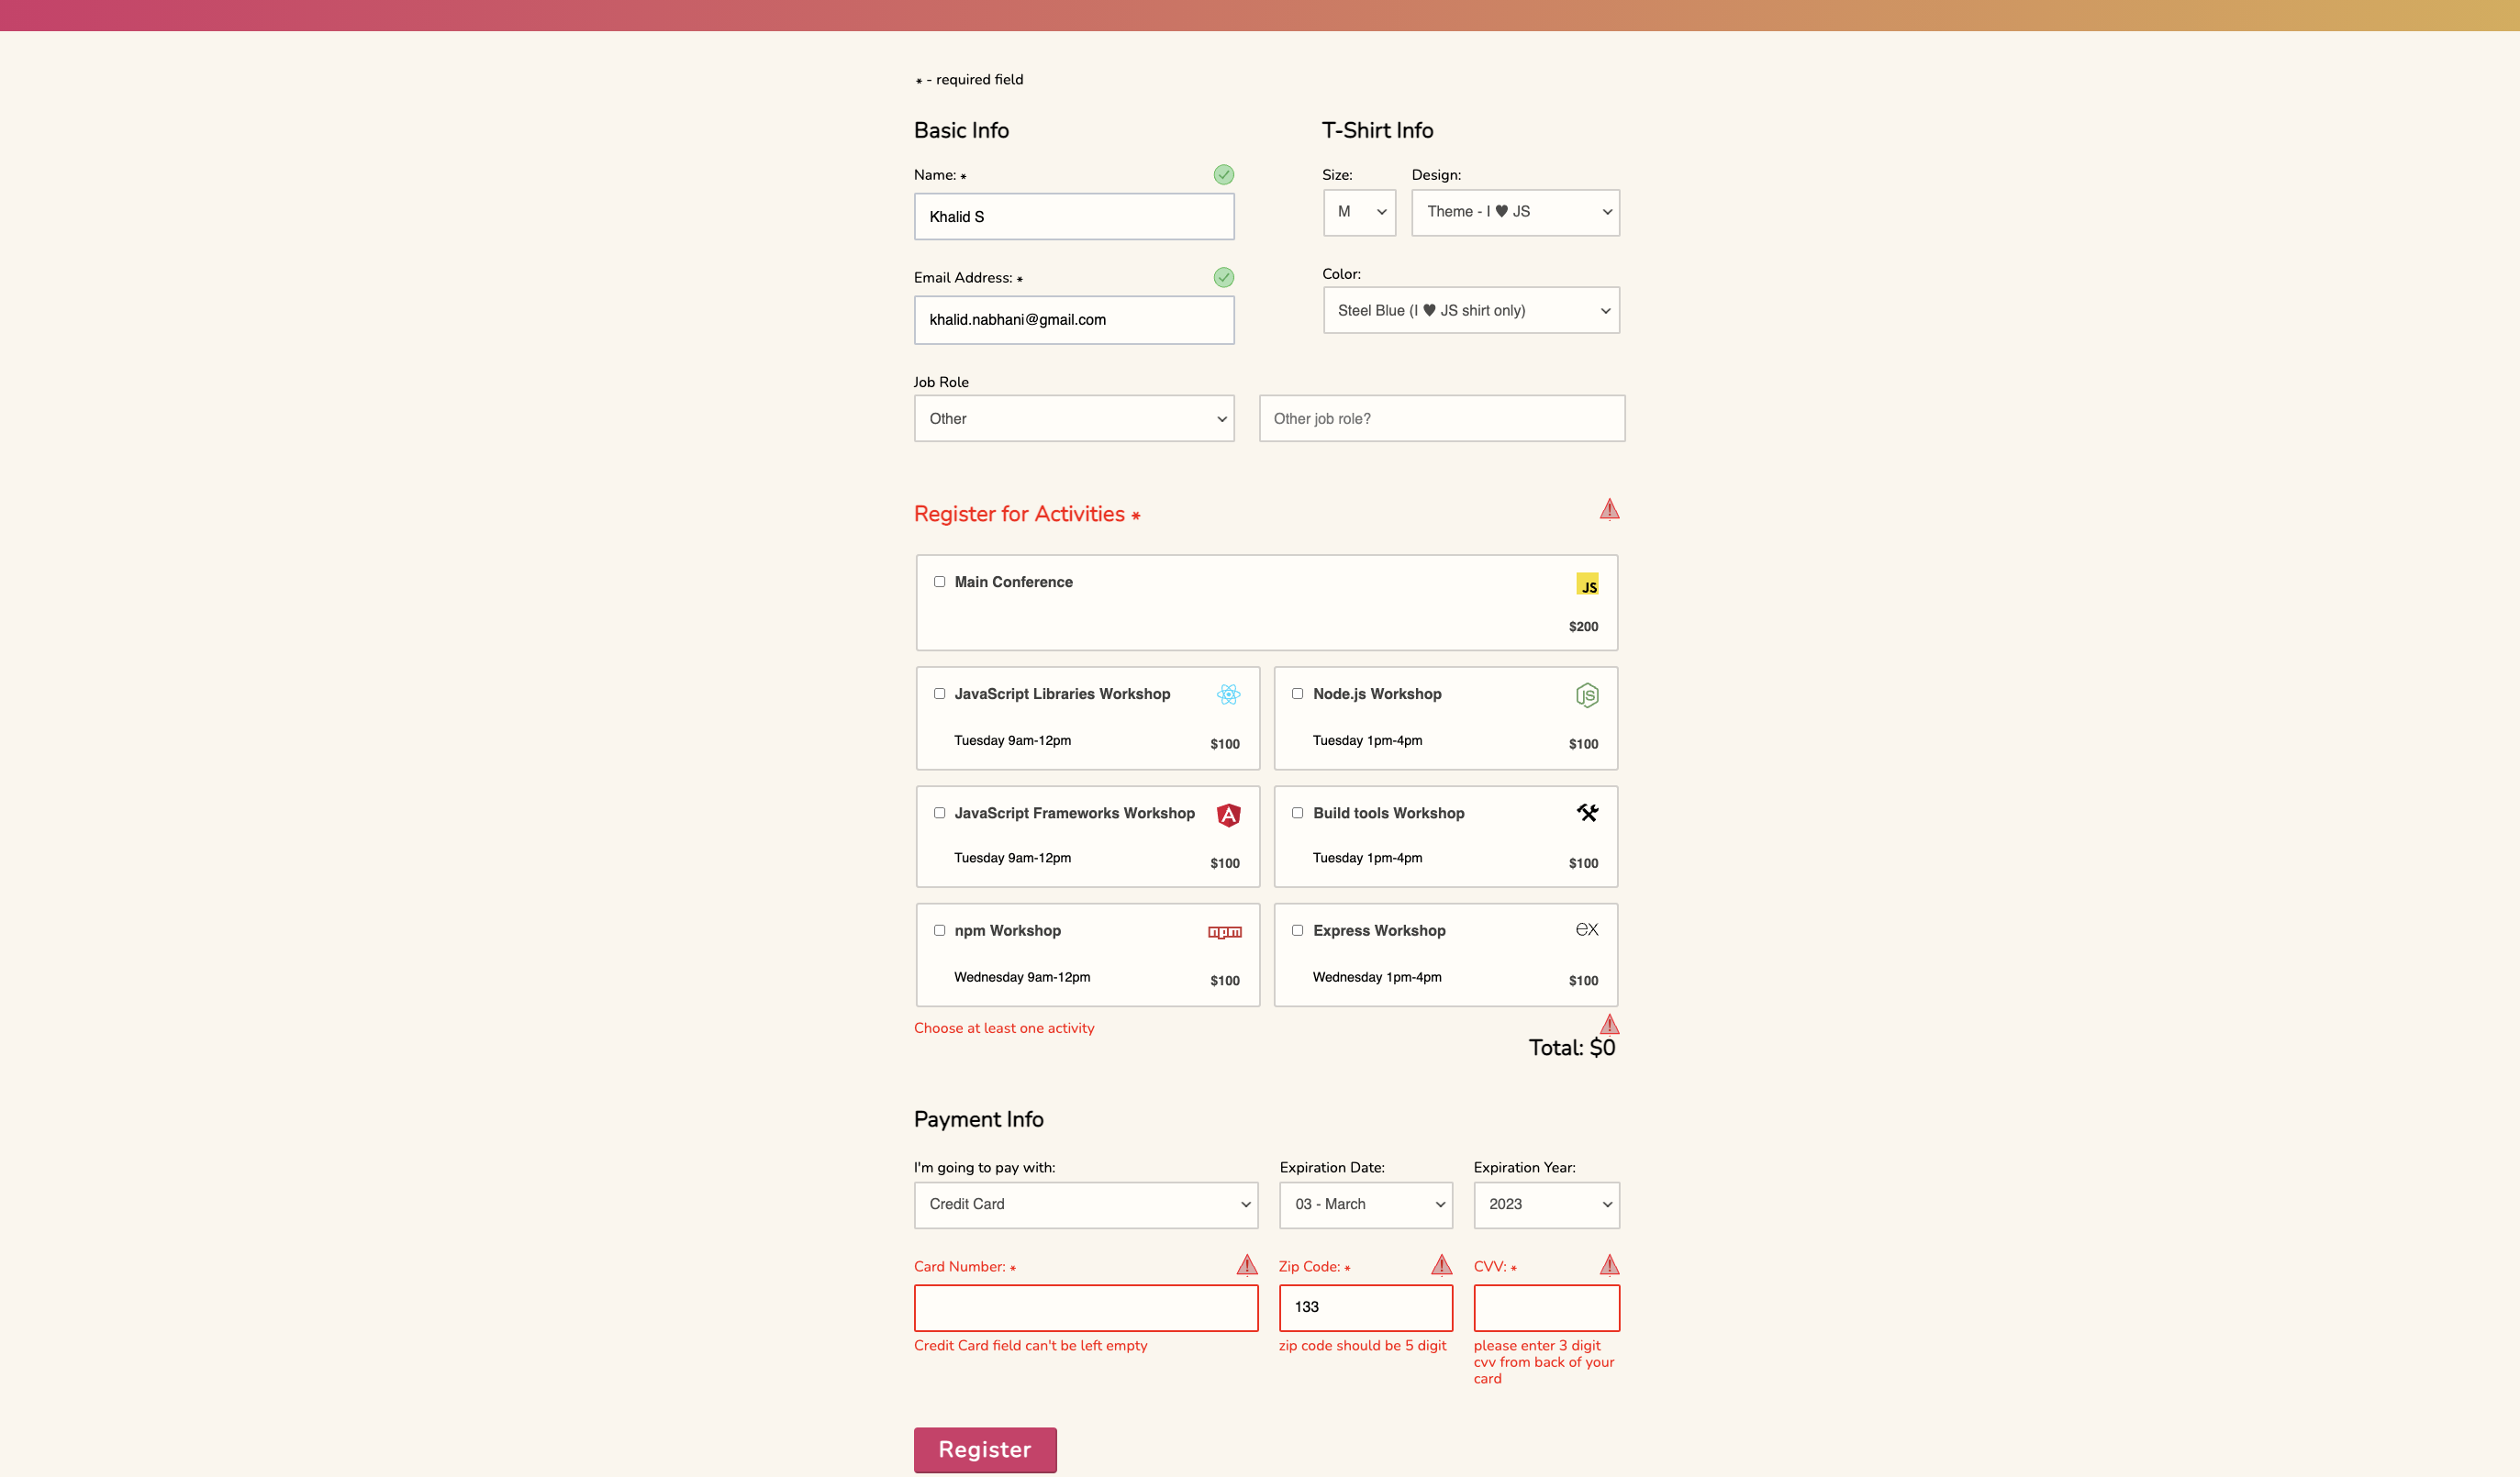 * - required field
Basic Info
T-Shirt Info
Name: *
Khalid S
Size:
Design:
M
Theme - I ♥ JS
Email Address: *
khalid.nabhani@gmail.com
Color:
Steel Blue (I ♥ JS shirt only)
Job Role
Other
Other job role?
Register for Activities *
Main Conference
JS
$200
JavaScript Libraries Workshop
Tuesday 9am-12pm
$100
Node.js Workshop
JS
Tuesday 1pm-4pm
$100
JavaScript Frameworks Workshop
A
Tuesday 9am-12pm
$100
Build tools Workshop
Tuesday 1pm-4pm
$100
npm Workshop
npm
Wednesday 9am-12pm
$100
Express Workshop
ex
Wednesday 1pm-4pm
$100
Choose at least one activity
Total: $0
Payment Info
I'm going to pay with:
Expiration Date:
Expiration Year:
Credit Card
03 - March
2023
Card Number: *
Zip Code: *
CVV: *
133
Credit Card field can't be left empty
zip code should be 5 digit
please enter 3 digit
cvv from back of your
card
Register